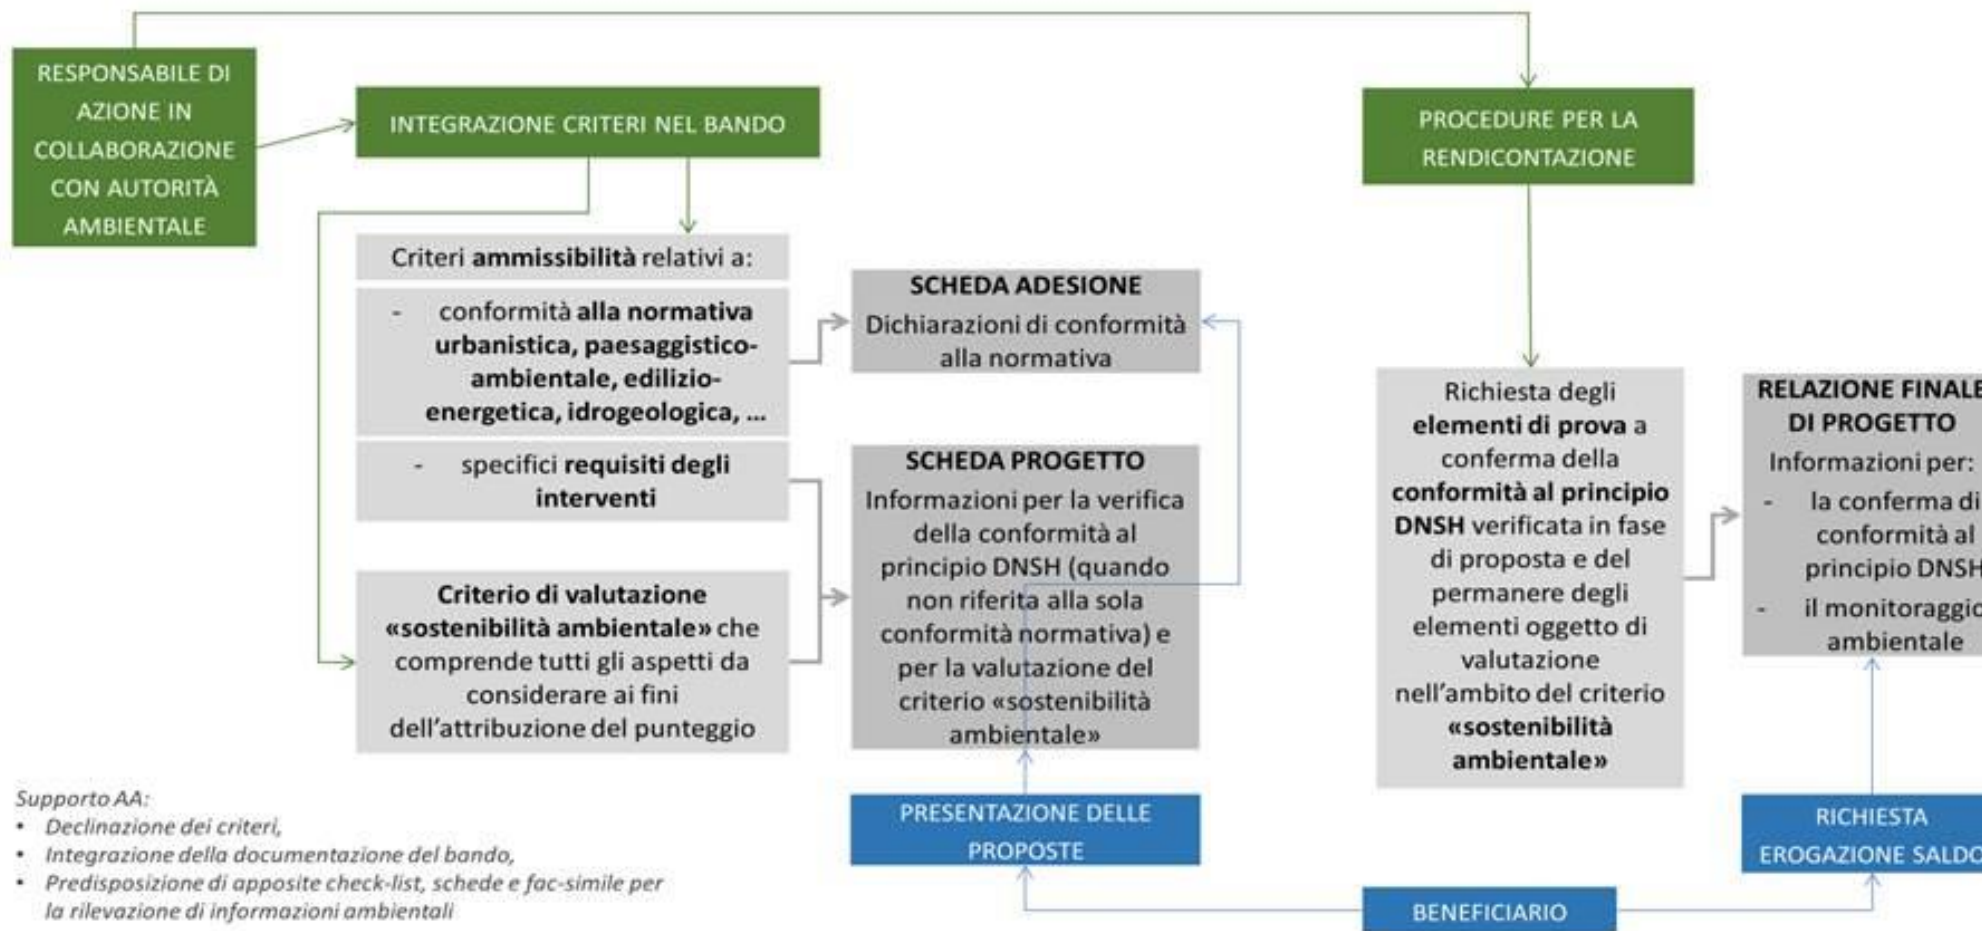 RESPONSABILE DI
AZIONE IN
COLLABORAZIONE
CON AUTORITÀ
AMBIENTALE
INTEGRAZIONE CRITERI NEL BANDO
PROCEDURE PER LA
RENDICONTAZIONE
Criteri ammissibilità relativi a:
- conformità alla normativa
urbanistica, paesaggistico-
ambientale, edilizio-
energetica, idrogeologica, ...
- specifici requisiti degli
interventi
Criterio di valutazione
«sostenibilità ambientale» che
comprende tutti gli aspetti da
considerare ai fini
dell'attribuzione del punteggio
SCHEDA ADESIONE
Dichiarazioni di conformità
alla normativa
SCHEDA PROGETTO
Informazioni per la verifica
della conformità al
principio DNSH (quando
non riferita alla sola
conformità normativa) e
per la valutazione del
criterio «sostenibilità
ambientale»
Richiesta degli
elementi di prova a
conferma della
conformità al principio
DNSH verificata in fase
di proposta e del
permanere degli
elementi oggetto di
valutazione
nell'ambito del criterio
«sostenibilità
ambientale»
RELAZIONE FINALE
DI PROGETTO
Informazioni per:
- la conferma di
conformità al
principio DNSH
- il monitoraggio
ambientale
Supporto AA:
• Declinazione dei criteri,
• Integrazione della documentazione del bando,
• Predisposizione di apposite check-list, schede e fac-simile per
la rilevazione di informazioni ambientali
PRESENTAZIONE DELLE
PROPOSTE
RICHIESTA
EROGAZIONE SALDO
BENEFICIARIO